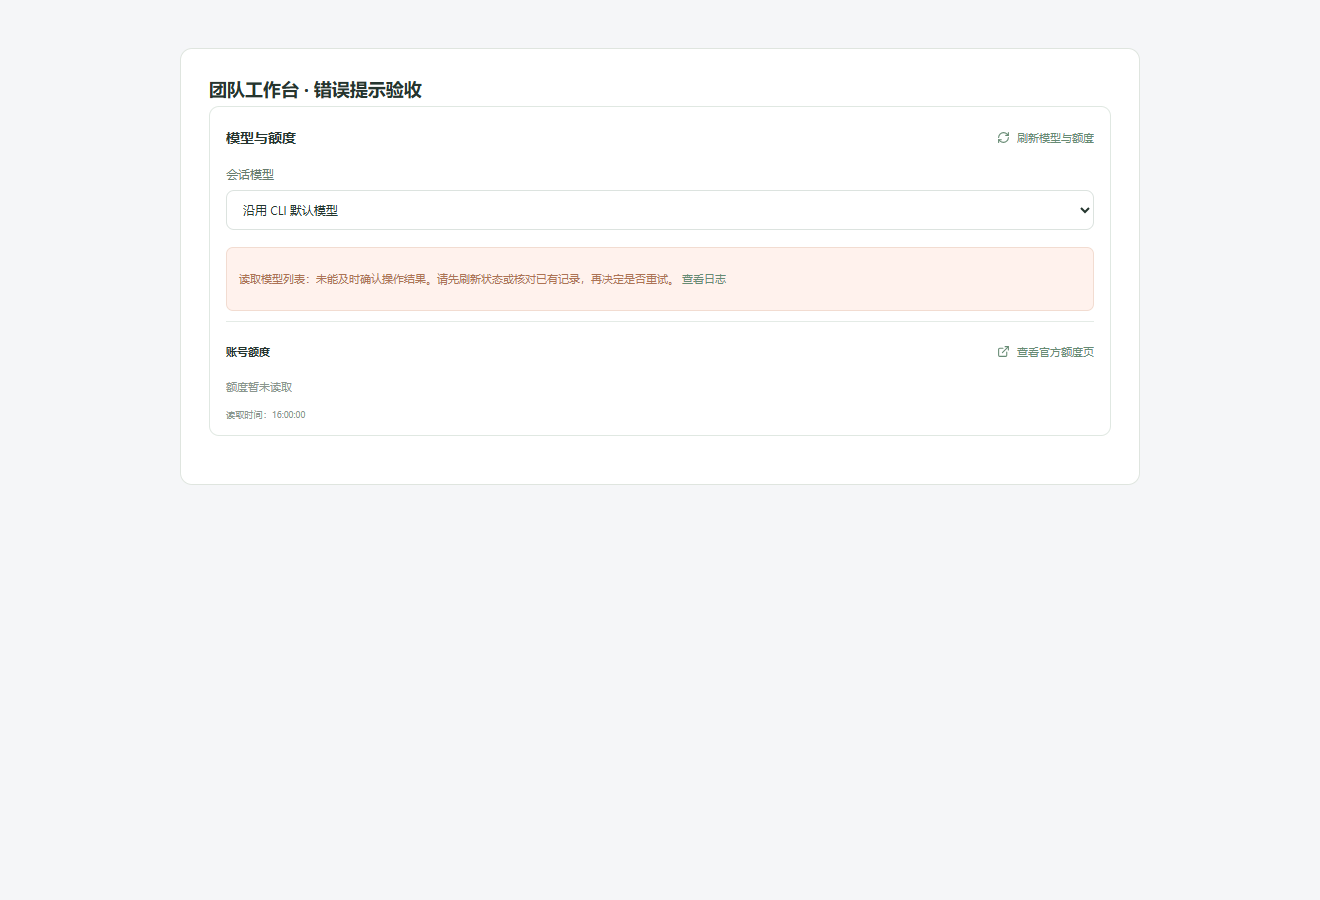 团队工作台 · 错误提示验收
模型与额度
刷新模型与额度
会话模型
沿用 CLI 默认模型
读取模型列表：未能及时确认操作结果。请先刷新状态或核对已有记录，再决定是否重试。 查看日志
账号额度
查看官方额度页
额度暂未读取
读取时间：16:00:00